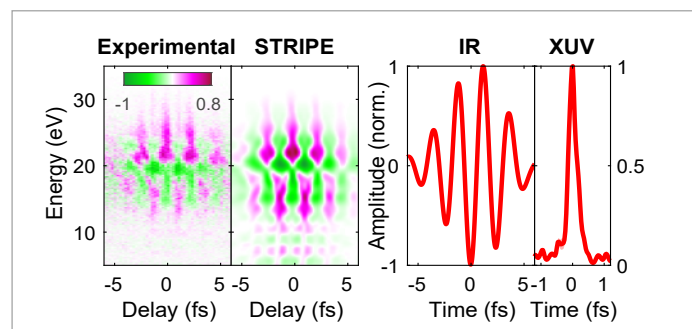 Experimental STRIPE IR XUV
-1 0.8
Energy (eV)
30
20
10
-5 0 5 -5 0 5
Delay (fs) Delay (fs)
Amplitude (norm.)
1
0
-1
1
0.5
0
-5 0 5 -1 0 1
Time (fs) Time (fs)